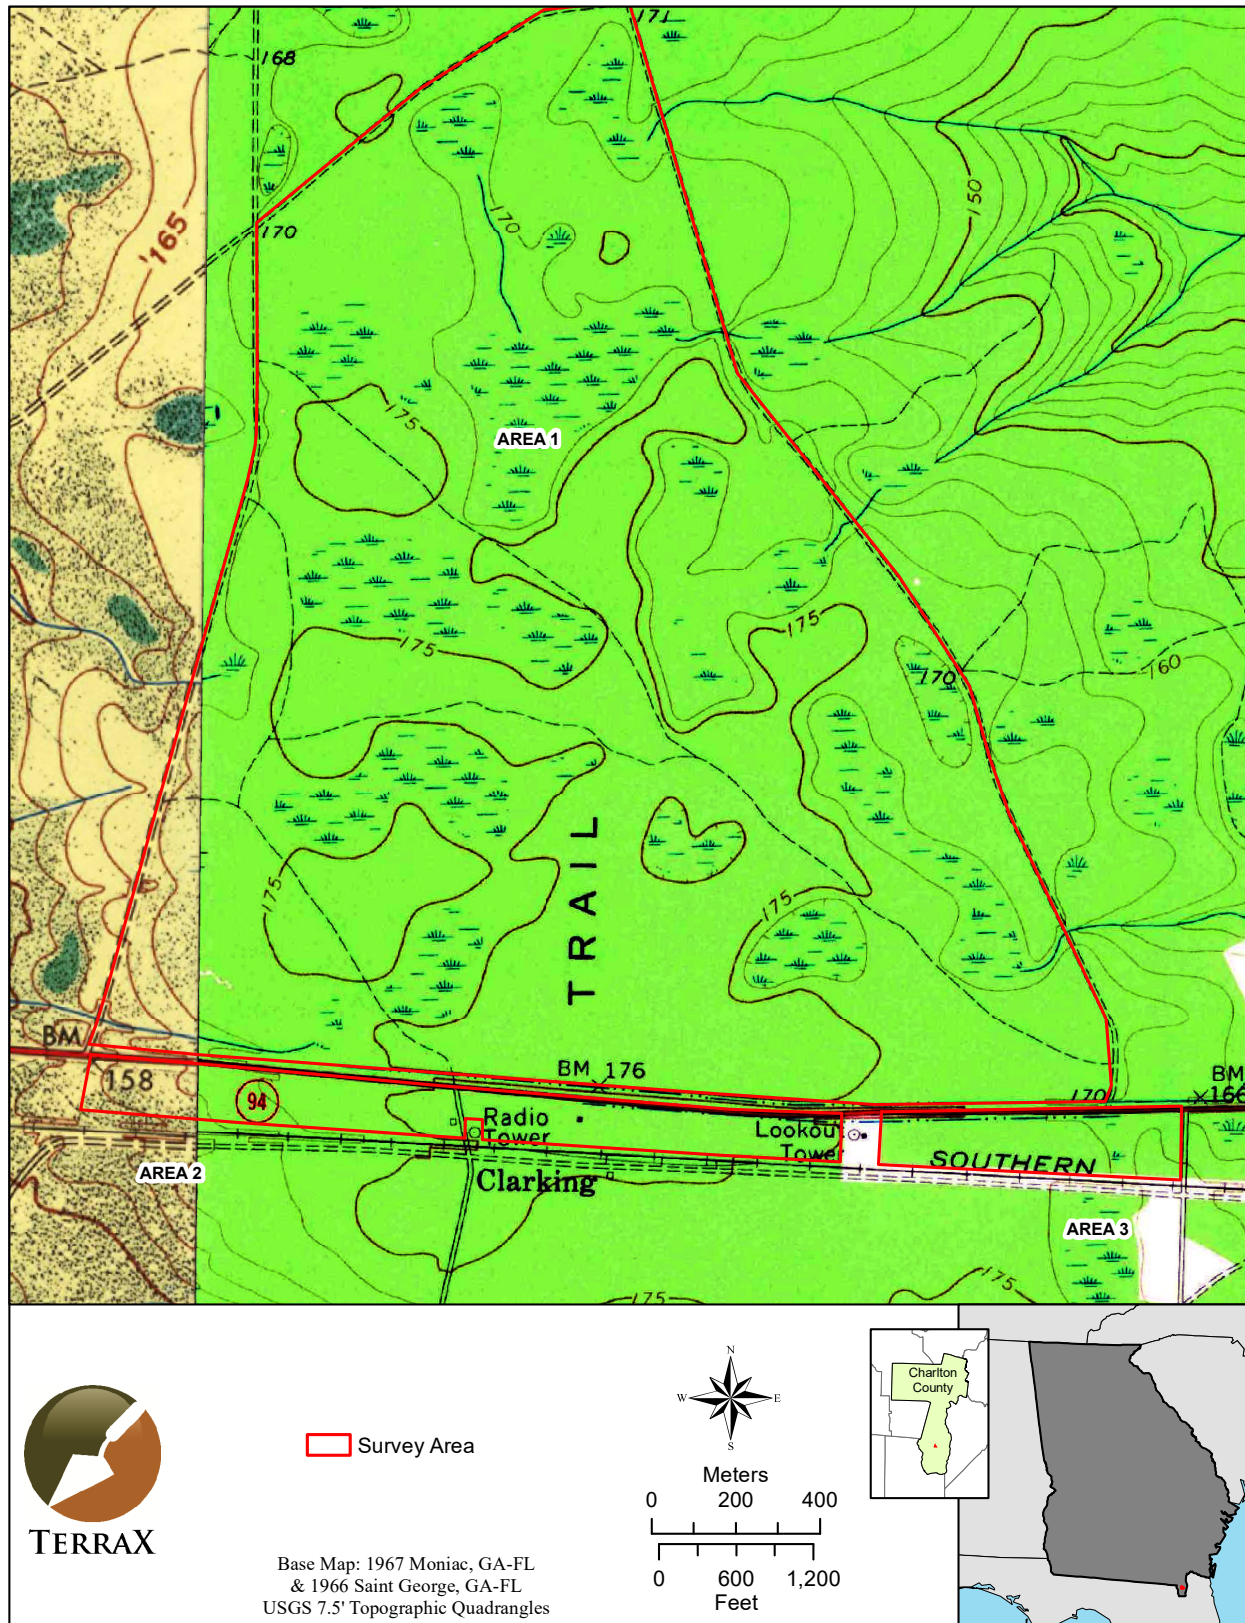 171
168
150
170
170
165
175
AREA 1
175
175
170
160
TRAIL
175
175
BM
BM 176
158
94
170
BM
166
Radio
Tower
Lookou
Tower
SOUTHERN
AREA 2
Clarking
AREA 3
175
175
N
W
E
S
Charlton
County
Survey Area
Meters
0 200 400
0 600 1,200
Feet
TERRAX
Base Map: 1967 Moniac, GA-FL
& 1966 Saint George, GA-FL
USGS 7.5' Topographic Quadrangles